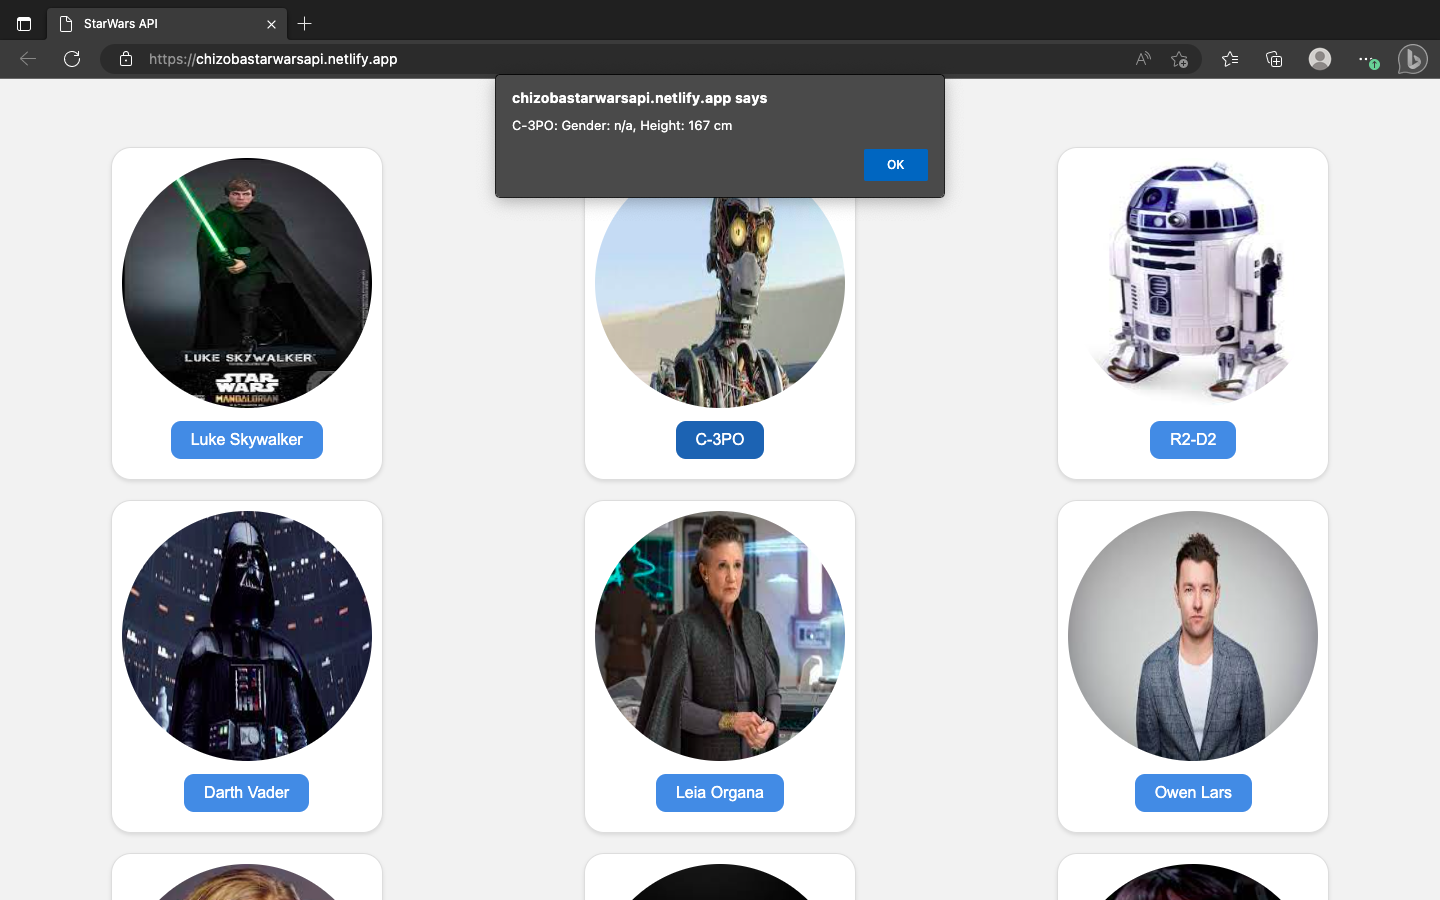 StarWars API
https://chizobastarwarsapi.netlify.app
chizobastarwarsapi.netlify.app says
C-3PO: Gender: n/a, Height: 167 cm
OK
LUKE SKYWALKER
STAR
WARS
MANDALORIAN
Luke Skywalker
C-3PO
R2-D2
Darth Vader
Leia Organa
Owen Lars